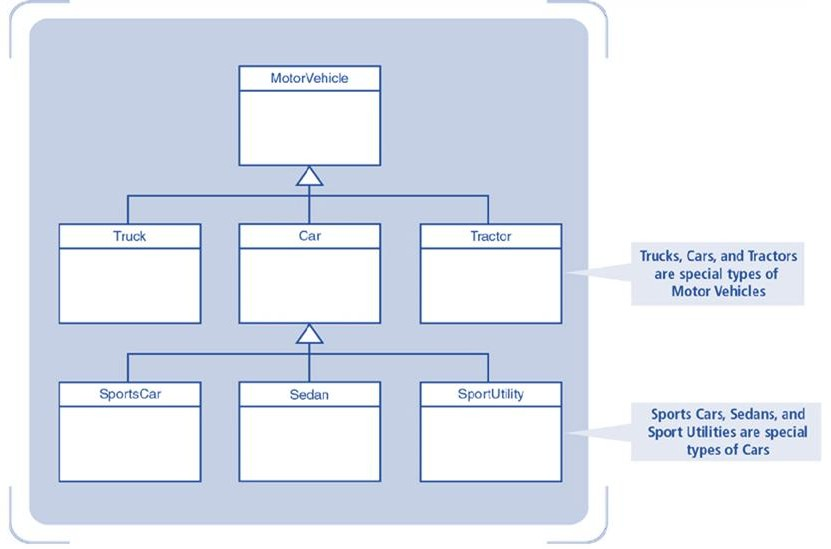 MotorVehicle
Truck
Car
Tractor
Trucks, Cars, and Tractors
are special types of
Motor Vehicles
SportsCar
Sedan
SportUtility
Sports Cars, Sedans, and
Sport Utilities are special
types of Cars